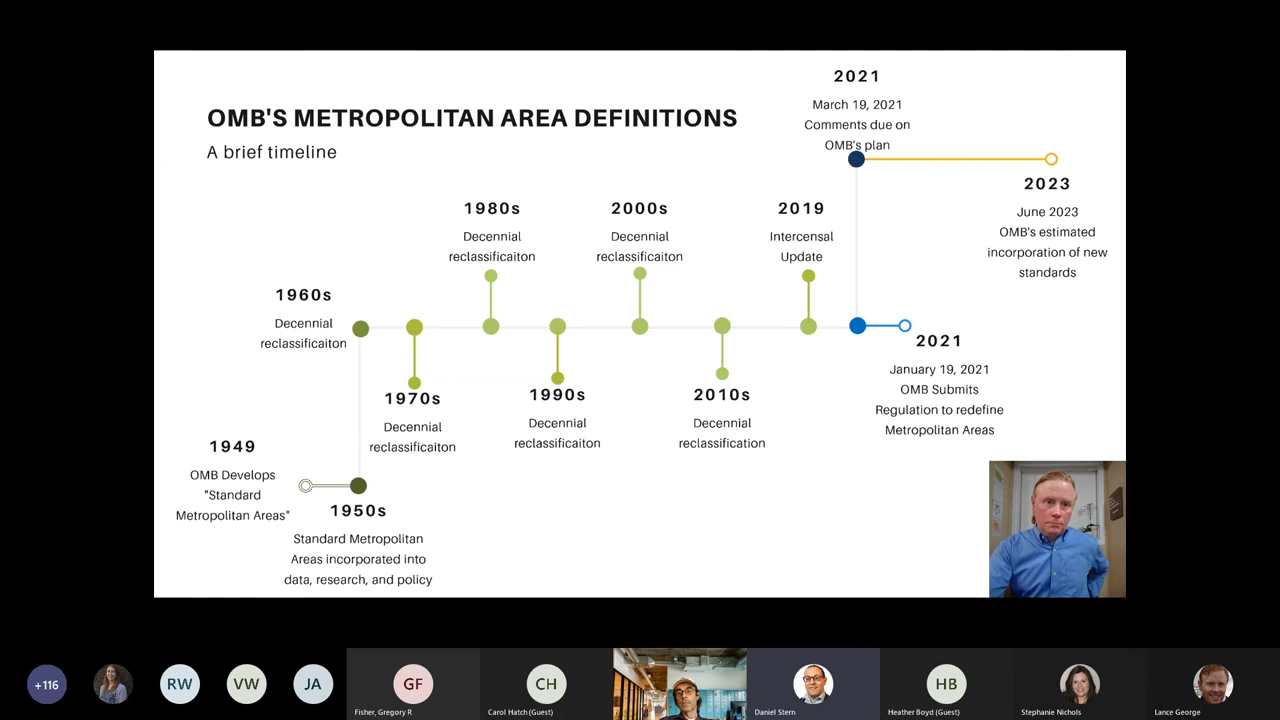 OMB'S METROPOLITAN AREA DEFINITIONS
A brief timeline
1949
OMB Develops
"Standard
Metropolitan Areas"
1950s
Standard Metropolitan
Areas incorporated into
data, research, and policy
1960s
Decennial
reclassificaiton
1970s
Decennial
reclassificaiton
1980s
Decennial
reclassificaiton
1990s
Decennial
reclassificaiton
2000s
Decennial
reclassificaiton
2010s
Decennial
reclassification
2019
Intercensal
Update
2021
January 19, 2021
OMB Submits
Regulation to redefine
Metropolitan Areas
2021
March 19, 2021
Comments due on
OMB's plan
2023
June 2023
OMB's estimated
incorporation of new
standards
+116
RW
VW
JA
GF
Fisher, Gregory R
CH
Carol Hatch (Guest)
Daniel Stern
HB
Heather Boyd (Guest)
Stephanie Nichols
Lance George